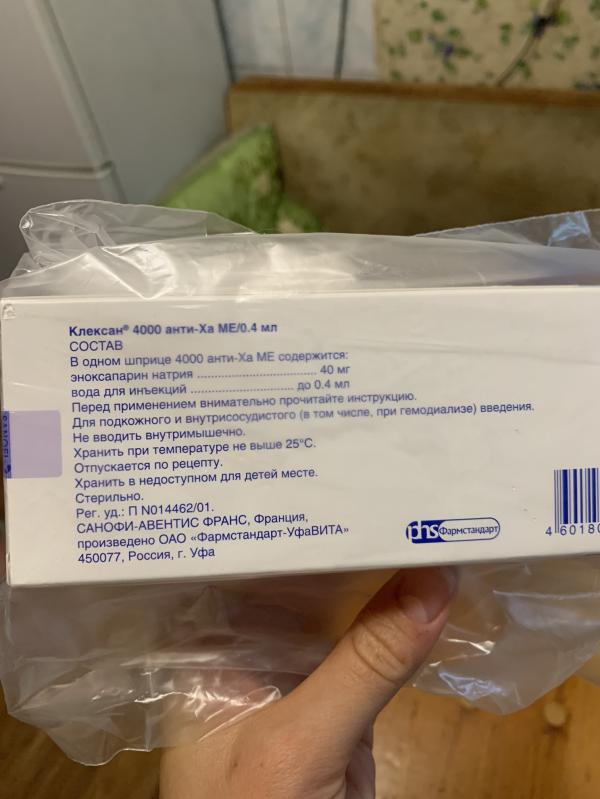 Клексан® 4000 анти-Ха МЕ/0.4 мл
СОСТАВ
В одном шприце 4000 анти-Ха МЕ содержится:
эноксапарин натрия ................................ 40 мг
вода для инъекций ........................... до 0.4 мл
Перед применением внимательно прочитайте инструкцию.
Для подкожного и внутрисосудистого (в том числе, при гемодиализе) введения.
Не вводить внутримышечно.
Хранить при температуре не выше 25°С.
Отпускается по рецепту.
Хранить в недоступном для детей месте.
Стерильно.
Рег. уд.: П N014462/01.
САНОФИ-АВЕНТИС ФРАНС, Франция,
произведено ОАО «Фармстандарт-УфаВИТА»
450077, Россия, г. Уфа
phs Фармстандарт
4 60180